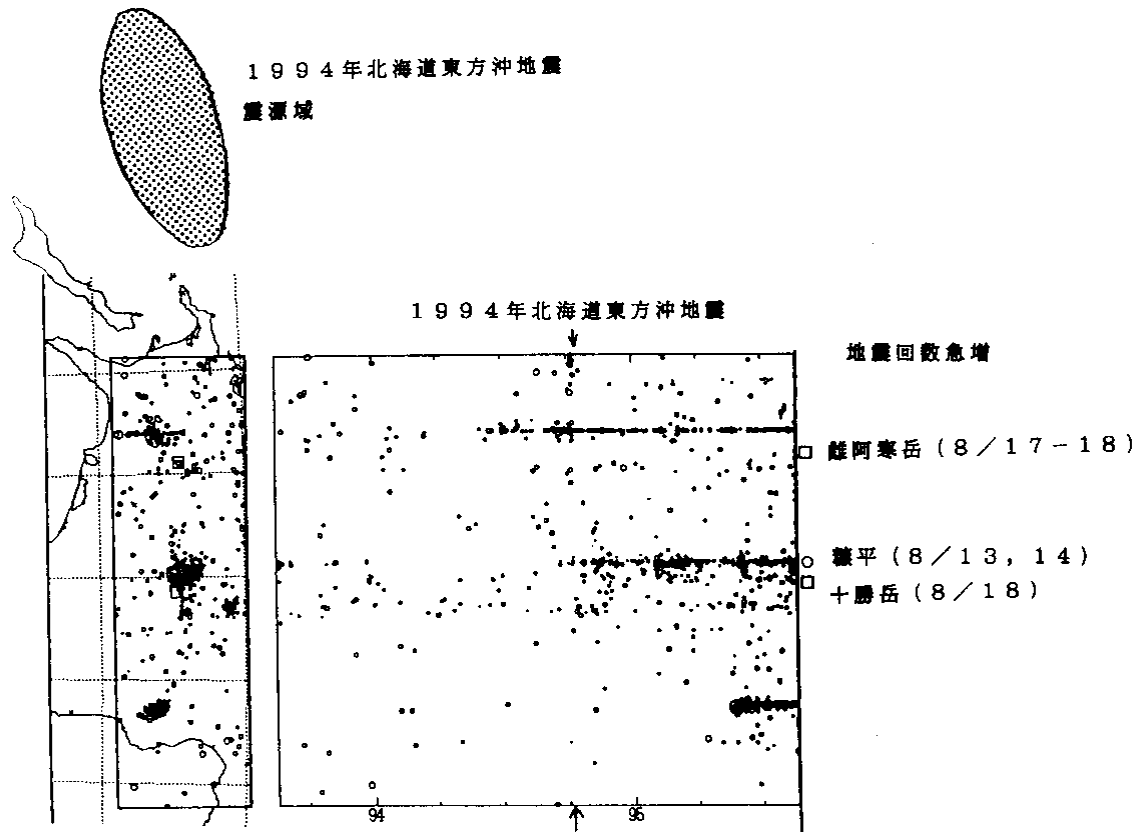 1994年北海道東方沖地震
震源域
1994年北海道東方沖地震
地震回数急増
雌阿寒岳（8／17－18）
糠平（8／13，14）
十勝岳（8／18）
94
95